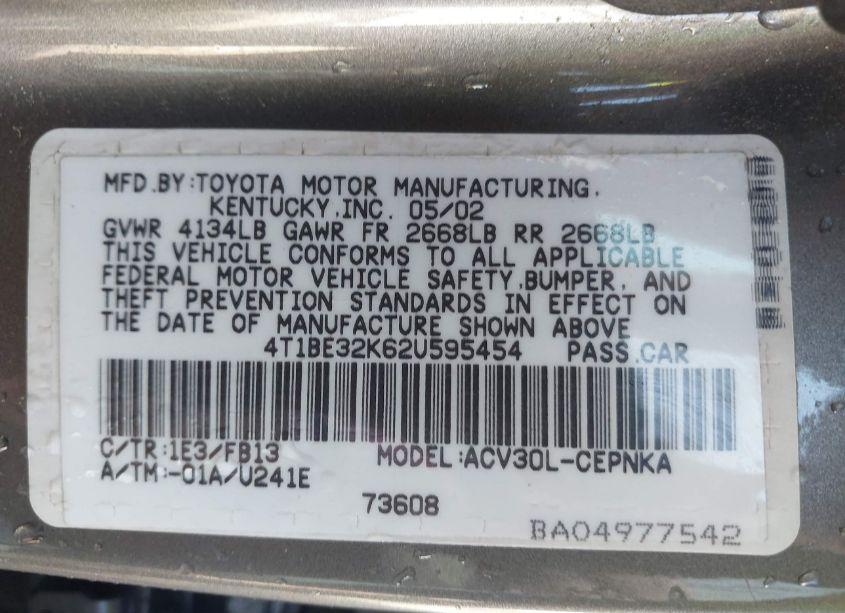 MFD.BY:TOYOTA MOTOR MANUFACTURING,
KENTUCKY,INC. 05/02
GVWR 4134LB GAWR FR 2668LB RR 2668LB
THIS VEHICLE CONFORMS TO ALL APPLICABLE
FEDERAL MOTOR VEHICLE SAFETY,BUMPER, AND
THEFT PREVENTION STANDARDS IN EFFECT ON
THE DATE OF MANUFACTURE SHOWN ABOVE
4T1BE32K62U595454 PASS.CAR
C/TR:1E3/FB13 MODEL:ACV30L-CEPNKA
A/TM:-01A/U241E
73608
BA04977542